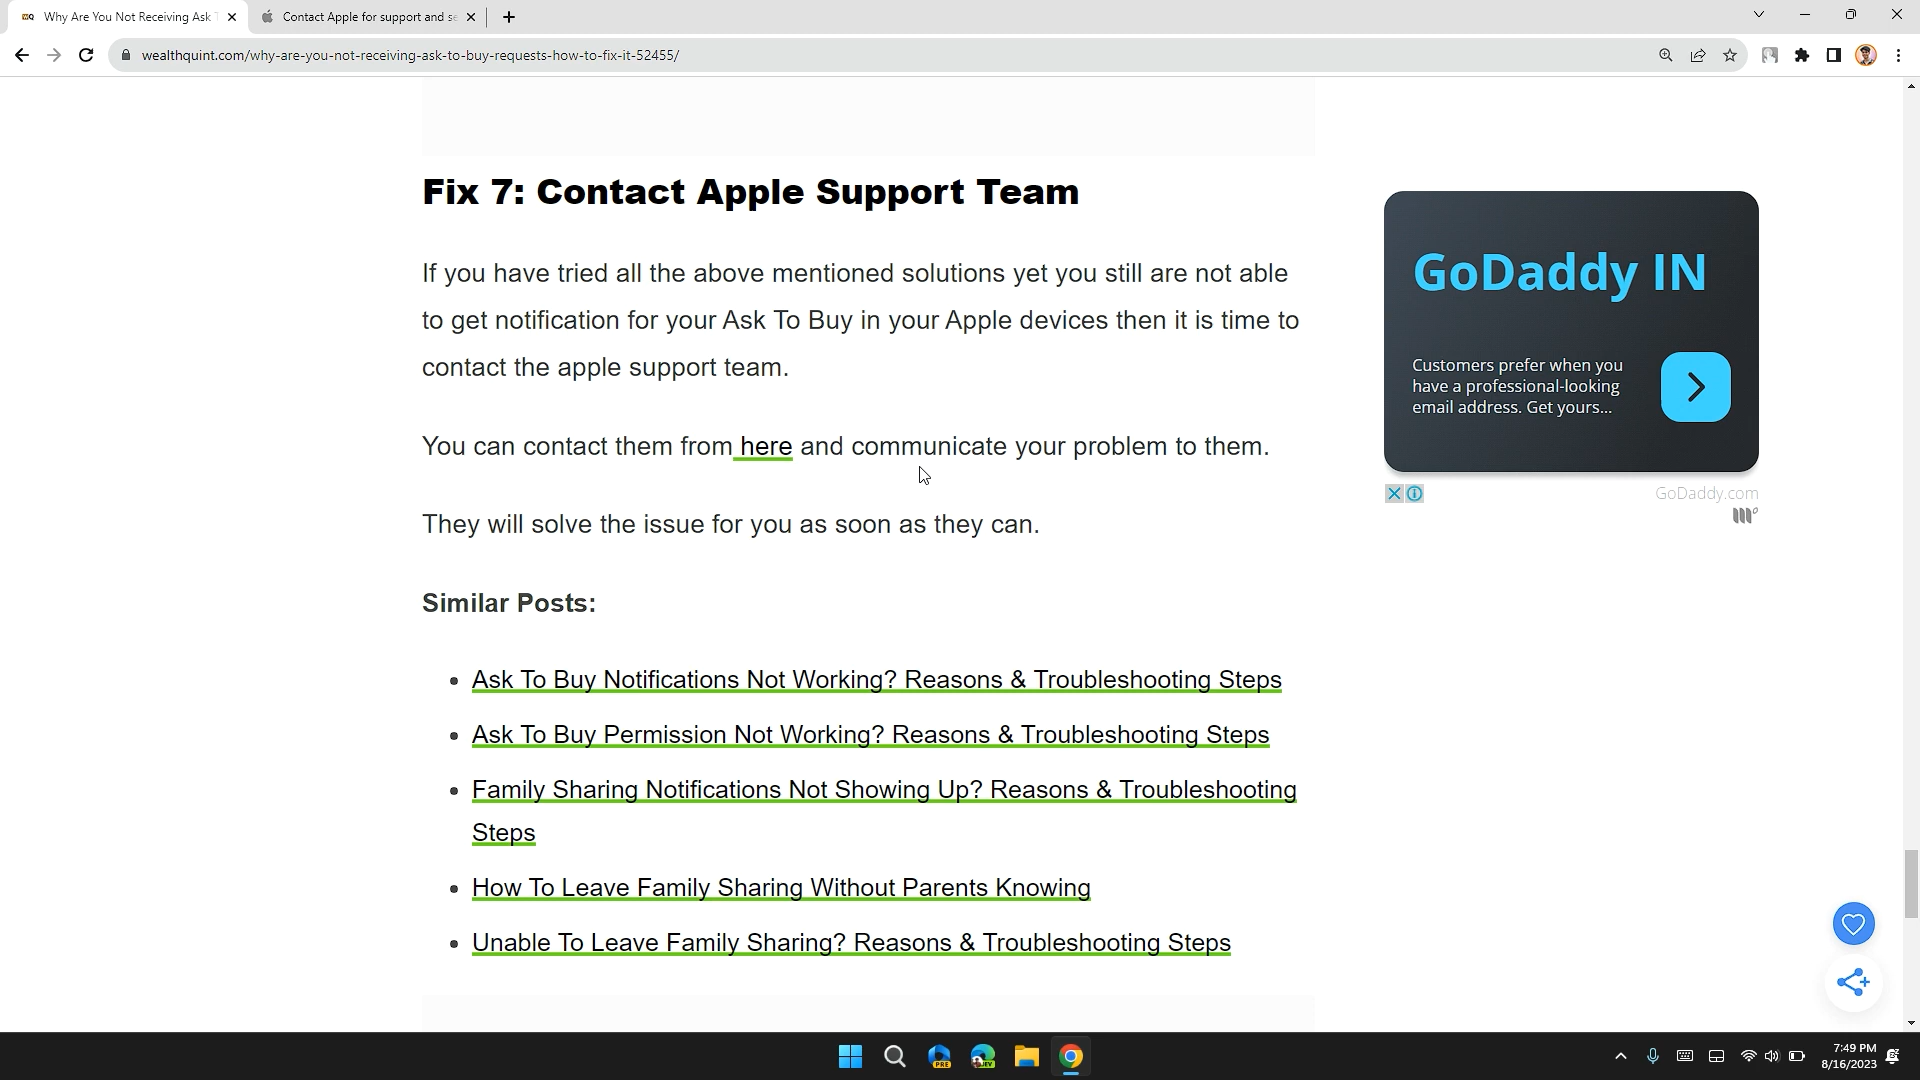 Why Are You Not Receiving Ask T
Contact Apple for support and se
wealthquint.com/why-are-you-not-receiving-ask-to-buy-requests-how-to-fix-it-52455/
Fix 7: Contact Apple Support Team
If you have tried all the above mentioned solutions yet you still are not able
to get notification for your Ask To Buy in your Apple devices then it is time to
contact the apple support team.
You can contact them from here and communicate your problem to them.
They will solve the issue for you as soon as they can.
Similar Posts:
• Ask To Buy Notifications Not Working? Reasons & Troubleshooting Steps
• Ask To Buy Permission Not Working? Reasons & Troubleshooting Steps
• Family Sharing Notifications Not Showing Up? Reasons & Troubleshooting
Steps
• How To Leave Family Sharing Without Parents Knowing
• Unable To Leave Family Sharing? Reasons & Troubleshooting Steps
GoDaddy IN
Customers prefer when you
have a professional-looking
email address. Get yours...
GoDaddy.com
PRE
7:49 PM
8/16/2023